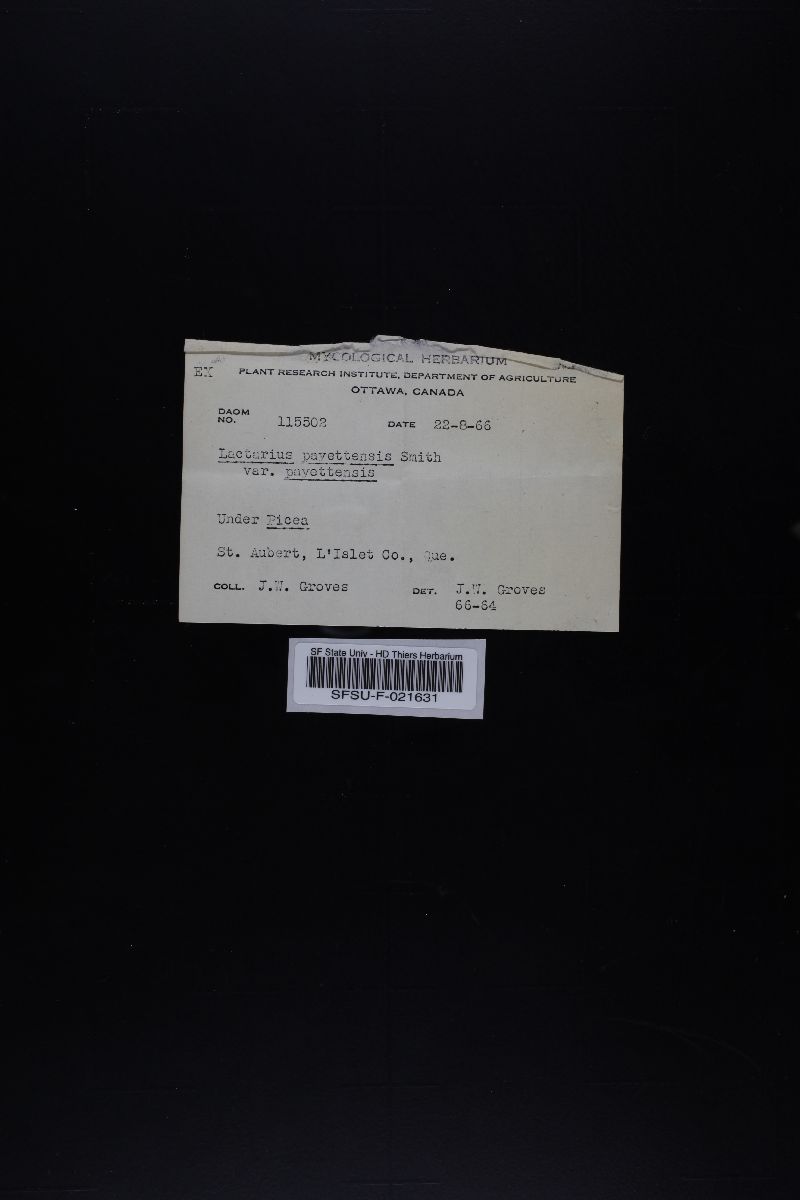 MYCOLOGICAL HERBARIUM
EX PLANT RESEARCH INSTITUTE, DEPARTMENT OF AGRICULTURE
OTTAWA, CANADA
DAOM NO. 115502 DATE 22-8-66
Lactarius payettensis Smith
var. payettensis
Under Picea
St. Aubert, L'Islet Co., Que.
COLL. J.W. Groves DET. J.W. Groves
66-64
SF State Univ - HD Thiers Herbarium
SFSU-F-021631